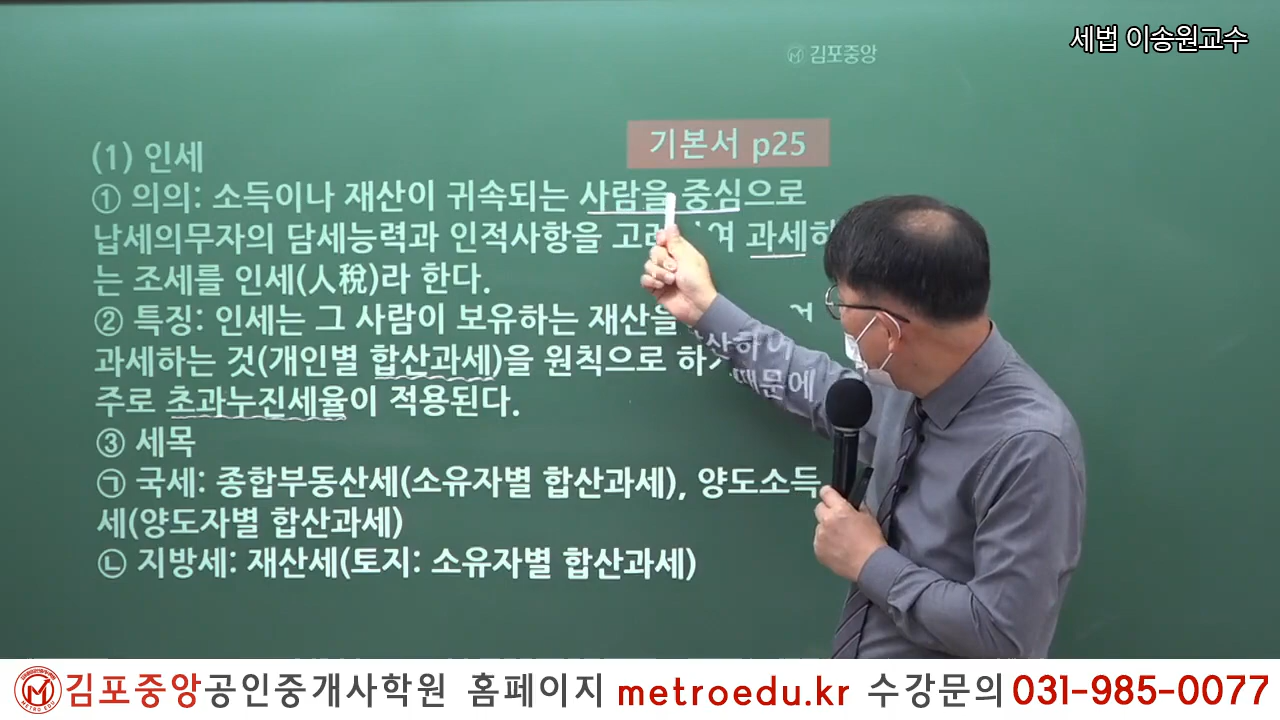 세법 이송원교수
김포중앙
기본서 p25
(1) 인세
① 의의: 소득이나 재산이 귀속되는 사람을 중심으로
납세의무자의 담세능력과 인적사항을 고려 여 과세하
는 조세를 인세(人稅)라 한다.
② 특징: 인세는 그 사람이 보유하는 재산을 합산하여
과세하는 것(개인별 합산과세)을 원칙으로 하기 때문에
주로 초과누진세율이 적용된다.
③ 세목
㉠ 국세: 종합부동산세(소유자별 합산과세), 양도소득
세(양도자별 합산과세)
㉡ 지방세: 재산세(토지: 소유자별 합산과세)
METRO EDU
김포중앙공인중개사학원 홈페이지 metroedu.kr 수강문의 031-985-0077